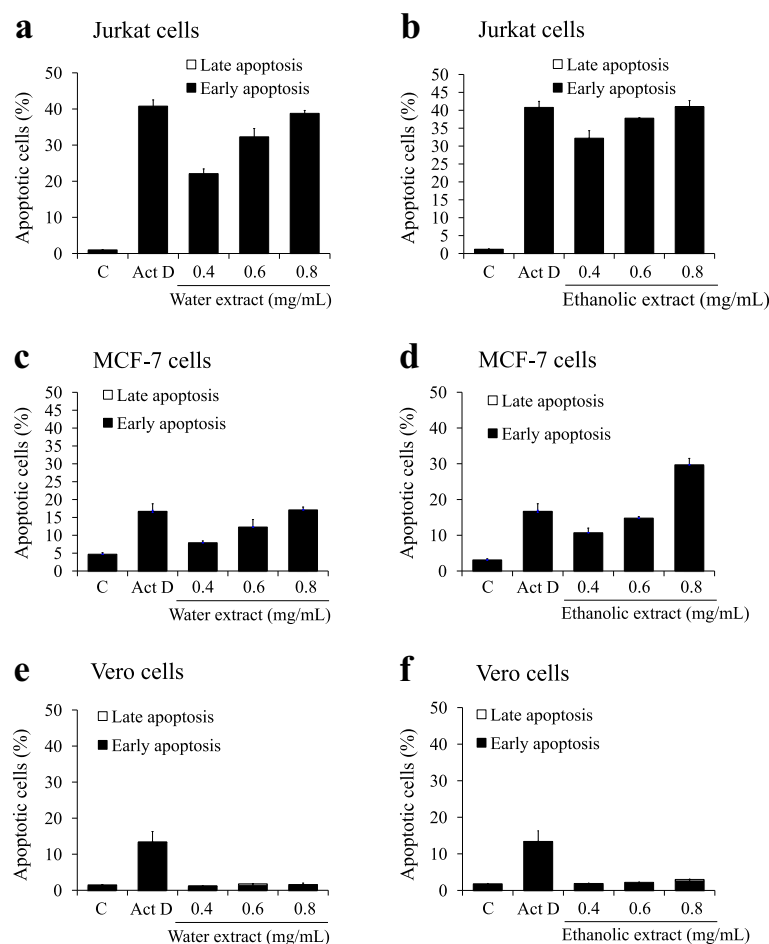 a Jurkat cells
Late apoptosis
Early apoptosis
Apoptotic cells (%)
50
40
30
20
10
0
C Act D 0.4 0.6 0.8
Water extract (mg/mL)
b Jurkat cells
Late apoptosis
Early apoptosis
Apoptotic cells (%)
50
45
40
35
30
25
20
15
10
5
0
C Act D 0.4 0.6 0.8
Ethanolic extract (mg/mL)
c MCF-7 cells
Late apoptosis
Early apoptosis
Apoptotic cells (%)
50
45
40
35
30
25
20
15
10
5
0
C Act D 0.4 0.6 0.8
Water extract (mg/mL)
d MCF-7 cells
Late apoptosis
Early apoptosis
Apoptotic cells (%)
50
40
30
20
10
0
C Act D 0.4 0.6 0.8
Ethanolic extract (mg/mL)
e Vero cells
Late apoptosis
Early apoptosis
Apoptotic cells (%)
50
40
30
20
10
0
C Act D 0.4 0.6 0.8
Water extract (mg/mL)
f Vero cells
Late apoptosis
Early apoptosis
Apoptotic cells (%)
50
40
30
20
10
0
C Act D 0.4 0.6 0.8
Ethanolic extract (mg/mL)